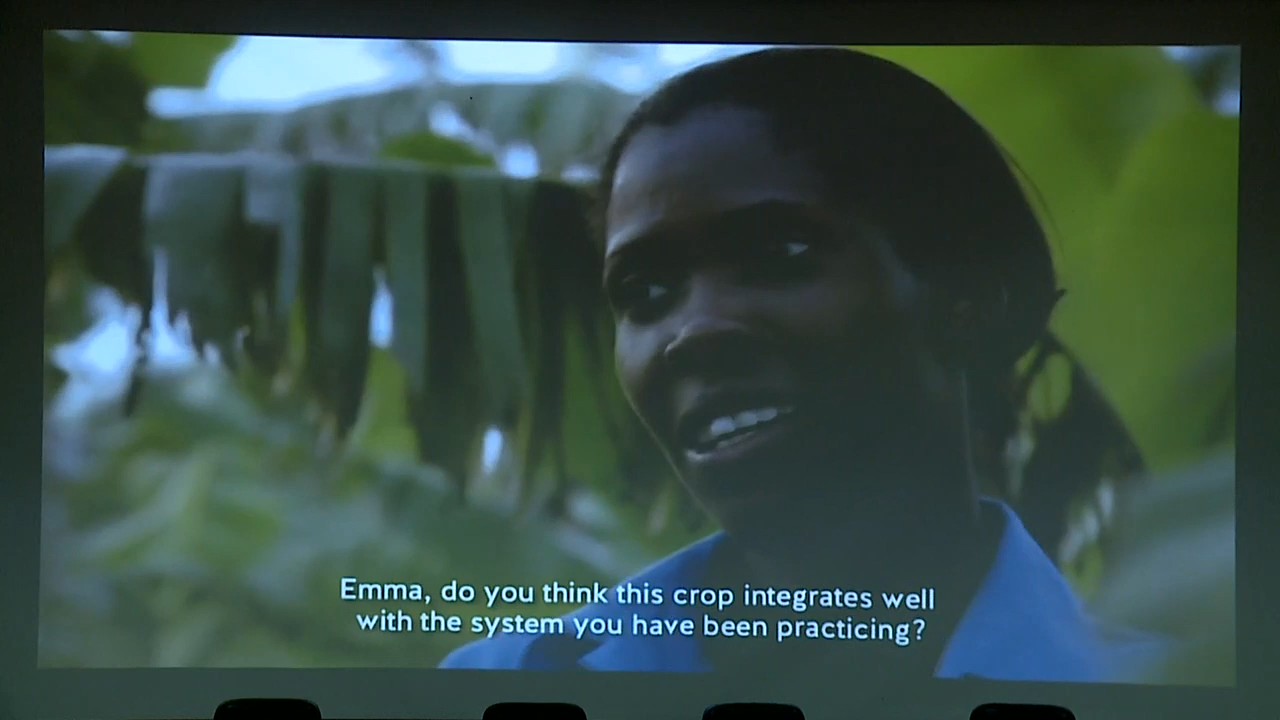 Emma, do you think this crop integrates well
with the system you have been practicing?